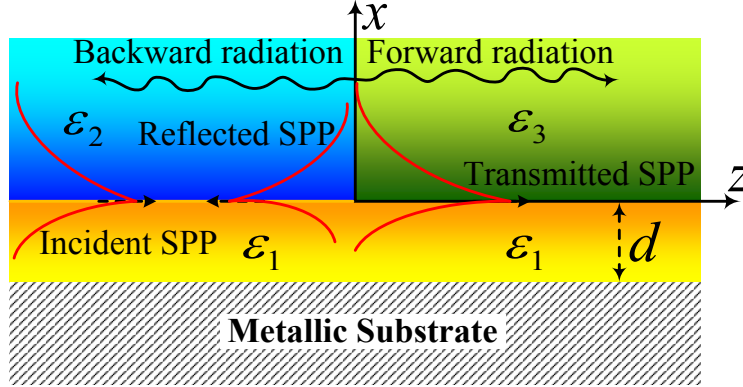 x
Backward radiation Forward radiation
ε₂ ε₃
Reflected SPP
Transmitted SPP z
Incident SPP ε₁ ε₁ d
Metallic Substrate